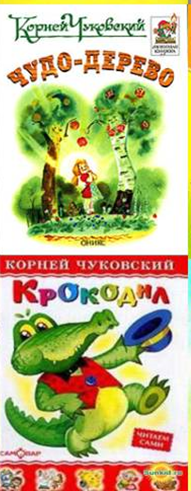 Корней Чуковский
ЧУДО-ДЕРЕВО
ОНИКС
КОРНЕЙ ЧУКОВСКИЙ
КРОКОДИЛ
ЧИТАЕМ
САМИ
САМОВАР